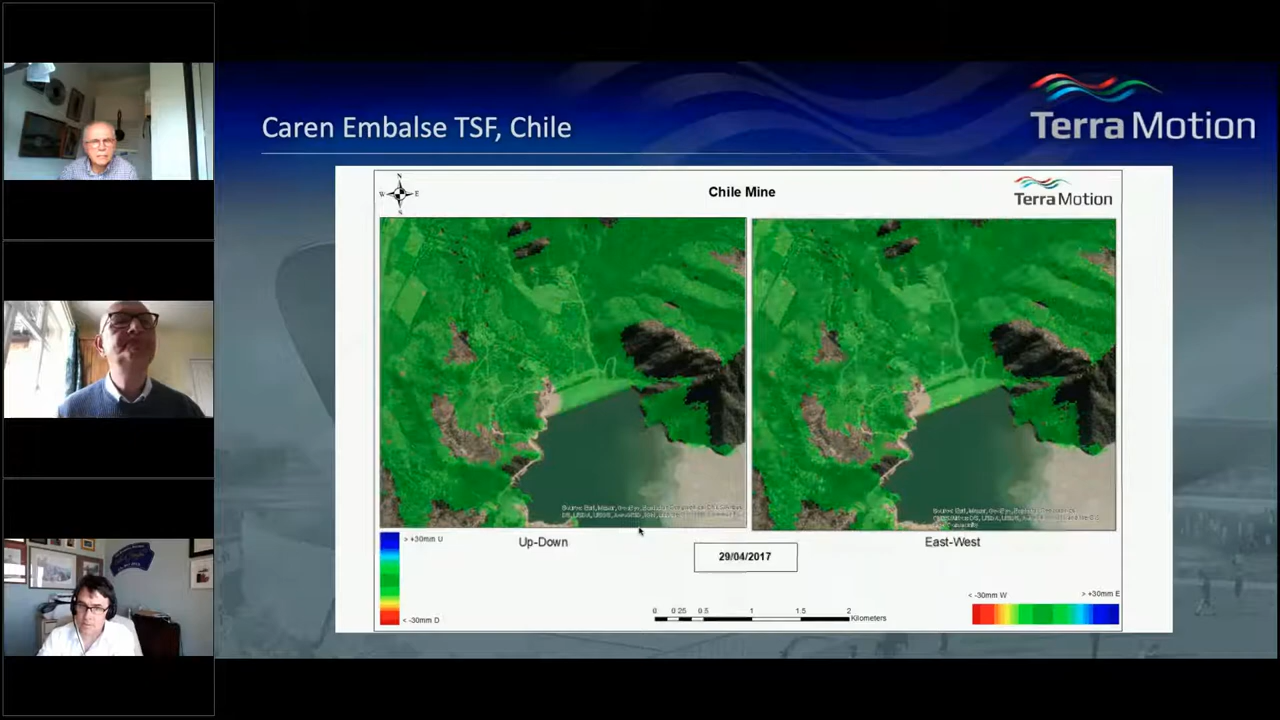 Caren Embalse TSF, Chile
Terra Motion
N
W E
S
Chile Mine
Terra Motion
> +30mm U
< -30mm D
Up-Down
29/04/2017
East-West
0 0.25 0.5 1 1.5 2
Kilometers
< -30mm W
> +30mm E